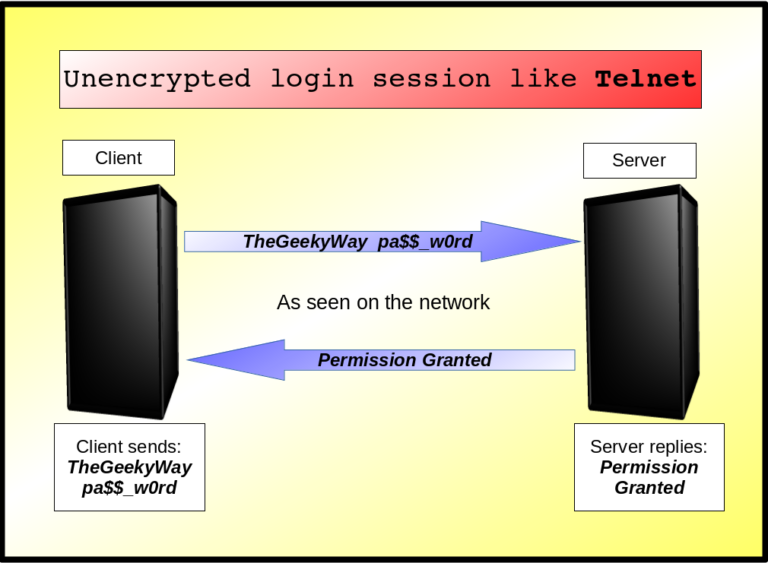 Unencrypted login session like Telnet
Client
Server
TheGeekyWay pa$$_w0rd
As seen on the network
Permission Granted
Client sends:
TheGeekyWay
pa$$_w0rd
Server replies:
Permission
Granted